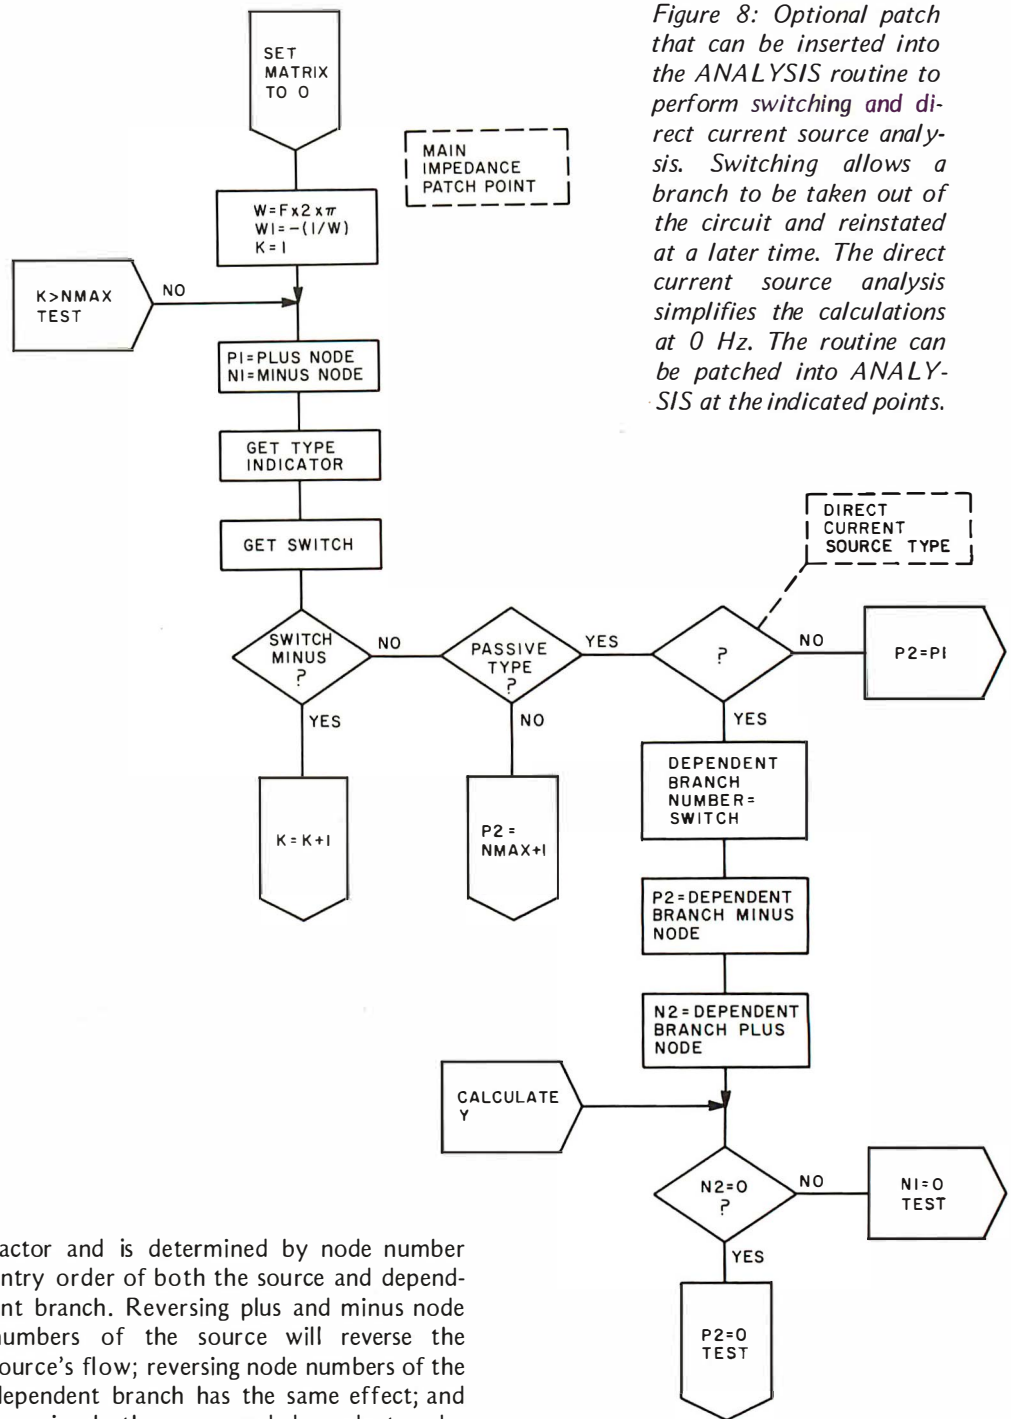 Figure 8: Optional patch
that can be inserted into
the ANALYSIS routine to
perform switching and di-
rect current source analy-
sis. Switching allows a
branch to be taken out of
the circuit and reinstated
at a later time. The direct
current source analysis
simplifies the calculations
at 0 Hz. The routine can
be patched into ANALY-
SIS at the indicated points.
SET
MATRIX
TO 0
MAIN
IMPEDANCE
PATCH POINT
W=Fx2xπ
W1=-(1/W)
K=1
K>NMAX
TEST
NO
P1=PLUS NODE
N1=MINUS NODE
GET TYPE
INDICATOR
GET SWITCH
DIRECT
CURRENT
SOURCE TYPE
SWITCH
MINUS
?
NO
PASSIVE
TYPE
?
YES
?
NO
P2=P1
YES
NO
YES
K=K+1
P2=
NMAX+1
DEPENDENT
BRANCH
NUMBER=
SWITCH
P2=DEPENDENT
BRANCH MINUS
NODE
N2=DEPENDENT
BRANCH PLUS
NODE
CALCULATE
Y
N2=0
?
NO
N1=0
TEST
YES
P2=0
TEST
actor and is determined by node number
ntry order of both the source and depend-
nt branch. Reversing plus and minus node
numbers of the source will reverse the
ource's flow; reversing node numbers of the
dependent branch has the same effect; and